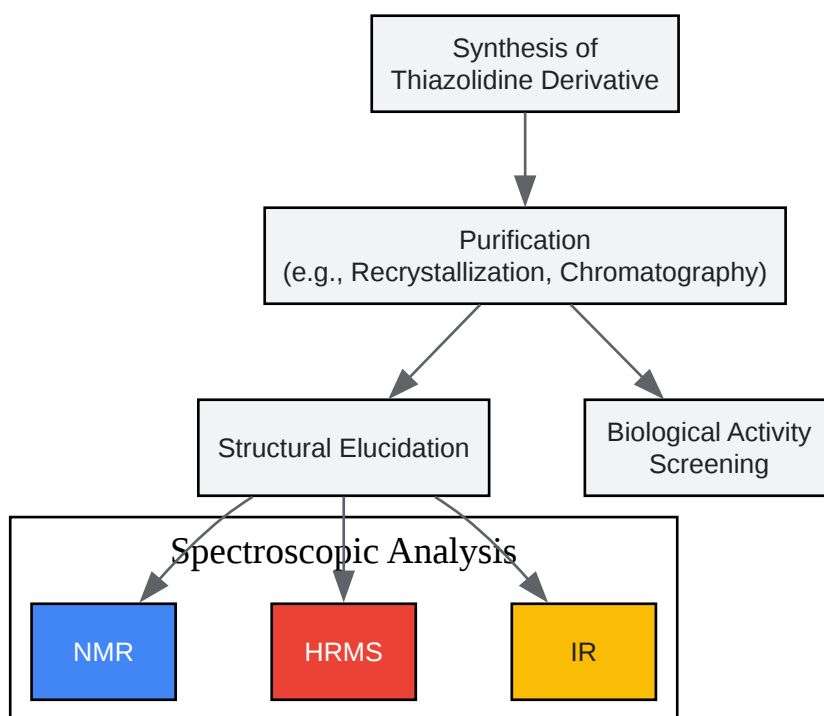 Synthesis of
Thiazolidine Derivative
Purification
(e.g., Recrystallization, Chromatography)
Structural Elucidation
Biological Activity
Screening
Spectroscopic Analysis
NMR
HRMS
IR